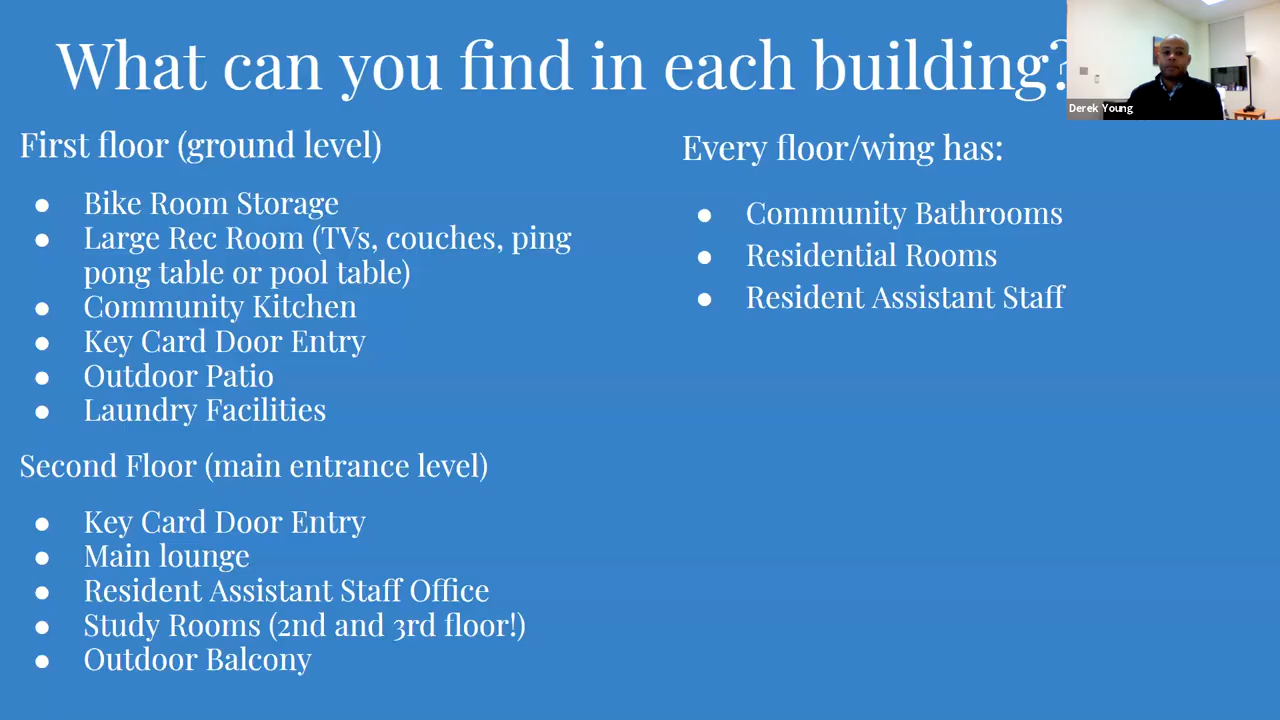 What can you find in each building?
Derek Young
First floor (ground level)
● Bike Room Storage
● Large Rec Room (TVs, couches, ping
pong table or pool table)
● Community Kitchen
● Key Card Door Entry
● Outdoor Patio
● Laundry Facilities
Second Floor (main entrance level)
● Key Card Door Entry
● Main lounge
● Resident Assistant Staff Office
● Study Rooms (2nd and 3rd floor!)
● Outdoor Balcony
Every floor/wing has:
● Community Bathrooms
● Residential Rooms
● Resident Assistant Staff